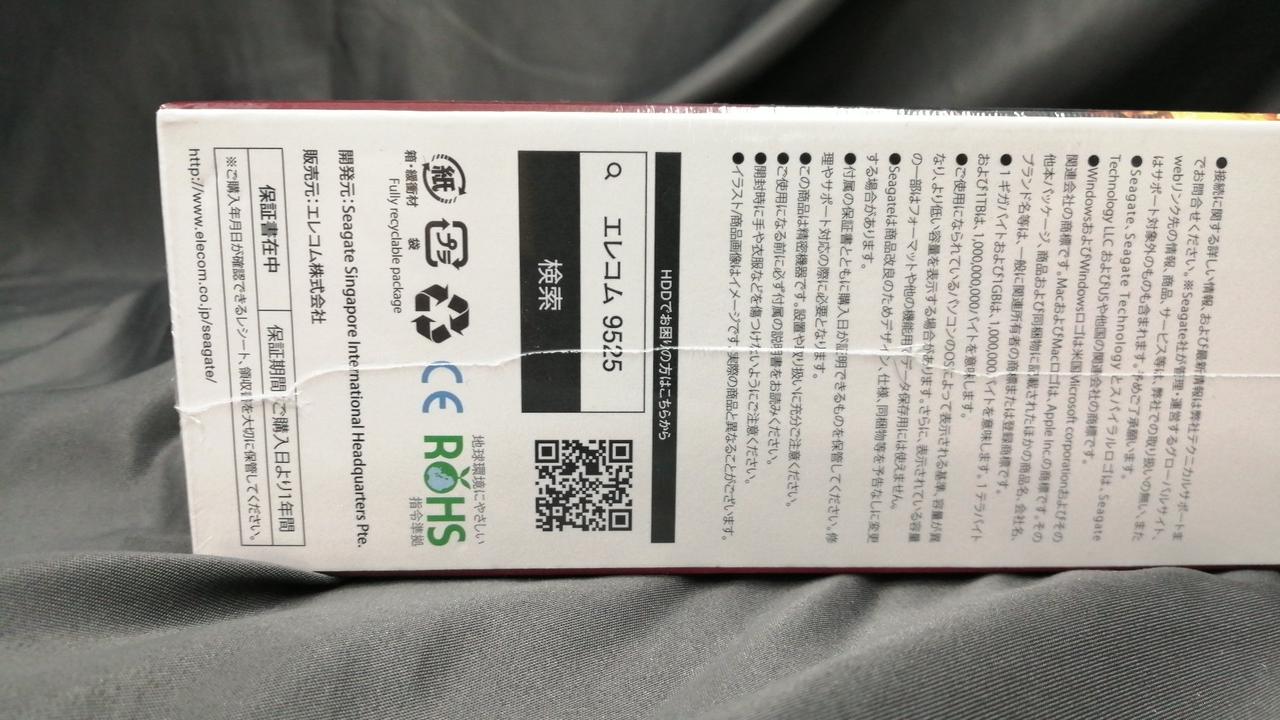 ●接続に関する詳しい情報、および最新情報は弊社テクニカルサポートま
でお問合せください。※Seagate社が管理・運営するグローバルサイト、
webリンク先の情報、商品、サービス等は、弊社での取り扱いの無い、また
はサポート対象外のものも含まれます。予めご了承願います。
●Seagate、Seagate Technology とスパイラルロゴは、Seagate
Technology LLC およびUSや他国の関連会社の商標です。
●WindowsおよびWindowsロゴは米国Microsoft corporationおよびその
関連会社の商標です。MacおよびMacロゴは、Apple Inc.の商標です。その
他本パッケージ、商品および同梱物に記載されたほかの商品名、会社名、
ブランド名等は、一般に関連所有者の商標または登録商標です。
●1 ギガバイトおよび1GBは、1,000,000バイトを意味します。1 テラバイト
および1TBは、1,000,000,000バイトを意味します。
●ご使用になられているパソコンのOSによって表示される基準、容量が異
なり、より低い容量を表示する場合があります。さらに、表示されている容量
の一部はフォーマットや他の機能用でデータ保存用には使えません。
●Seagateは商品改良のためデザイン、仕様、同梱物等を予告なしに変更
する場合があります。
●付属の保証書とともに購入日が証明できるものを保管してください。修
理やサポート対応の際に必要となります。
●この商品は精密機器です。設置や取り扱いに充分ご注意ください。
●ご使用になる前に必ず付属の説明書をお読みください。
●開封時に手や衣服などを傷つけないようにご注意ください。
●イラスト/商品画像はイメージです。実際の商品と異なることがございます。
HDDでお困りの方はこちらから
エレコム 9525
検索
地球環境にやさしい
RoHS
指令準拠
CE
紙
プラ
箱・緩衝材
袋
Fully recyclable package
開発元:Seagate Singapore International Headquarters Pte.
販売元:エレコム株式会社
保証書在中
保証期間
ご購入日より1年間
※ご購入年月日が確認できるレシート、領収書を大切に保管してください。
http://www.elecom.co.jp/seagate/